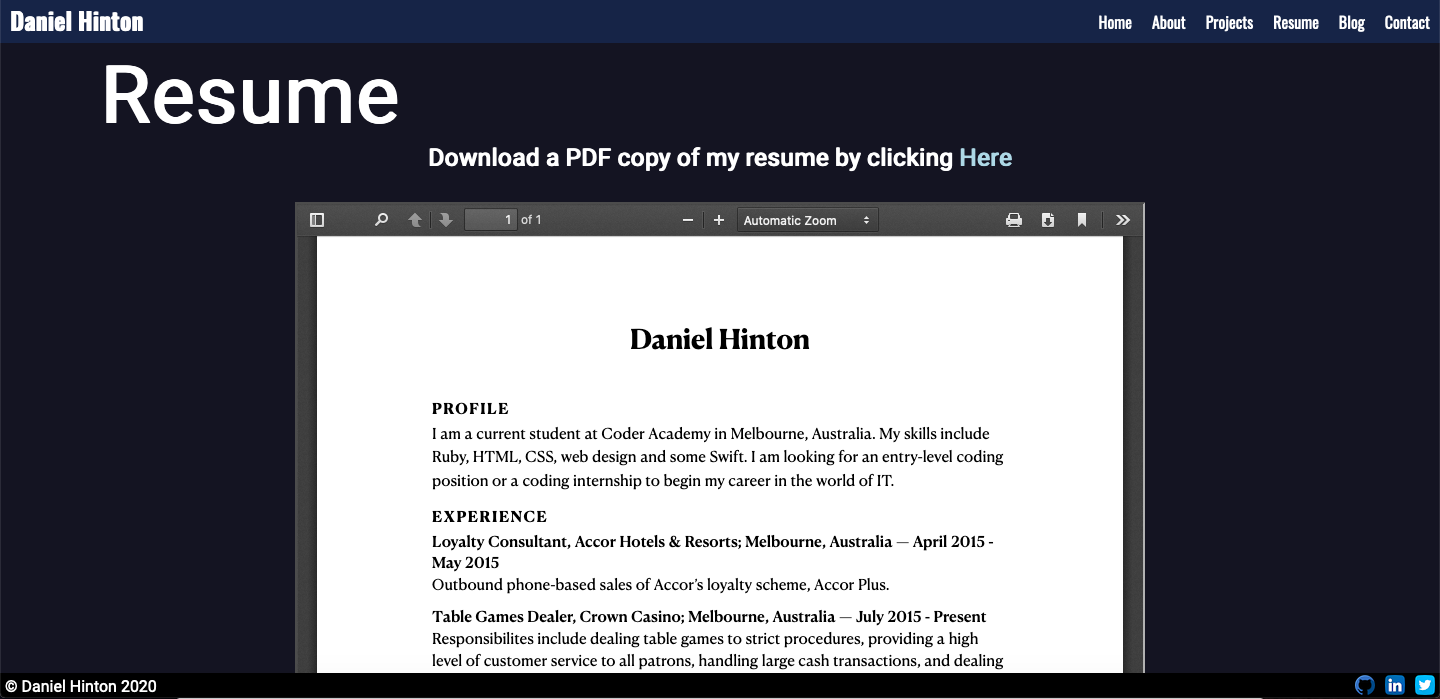 Daniel Hinton
Home About Projects Resume Blog Contact
Resume
Download a PDF copy of my resume by clicking Here
1 of 1
Automatic Zoom
Daniel Hinton
PROFILE
I am a current student at Coder Academy in Melbourne, Australia. My skills include
Ruby, HTML, CSS, web design and some Swift. I am looking for an entry-level coding
position or a coding internship to begin my career in the world of IT.
EXPERIENCE
Loyalty Consultant, Accor Hotels & Resorts; Melbourne, Australia — April 2015 -
May 2015
Outbound phone-based sales of Accor’s loyalty scheme, Accor Plus.
Table Games Dealer, Crown Casino; Melbourne, Australia — July 2015 - Present
Responsibilites include dealing table games to strict procedures, providing a high
level of customer service to all patrons, handling large cash transactions, and dealing
© Daniel Hinton 2020